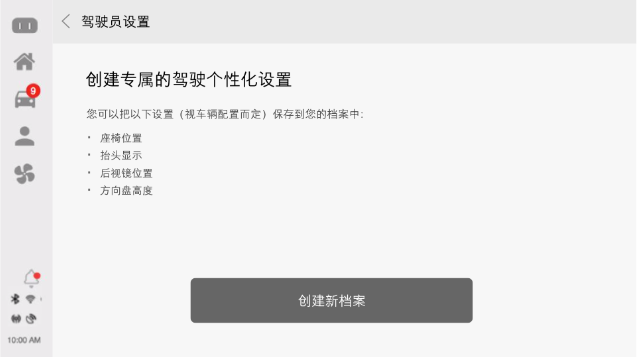 驾驶员设置
创建专属的驾驶个性化设置
您可以把以下设置（视车辆配置而定）保存到您的档案中：
• 座椅位置
• 抬头显示
• 后视镜位置
• 方向盘高度
创建新档案
9
10:00 AM